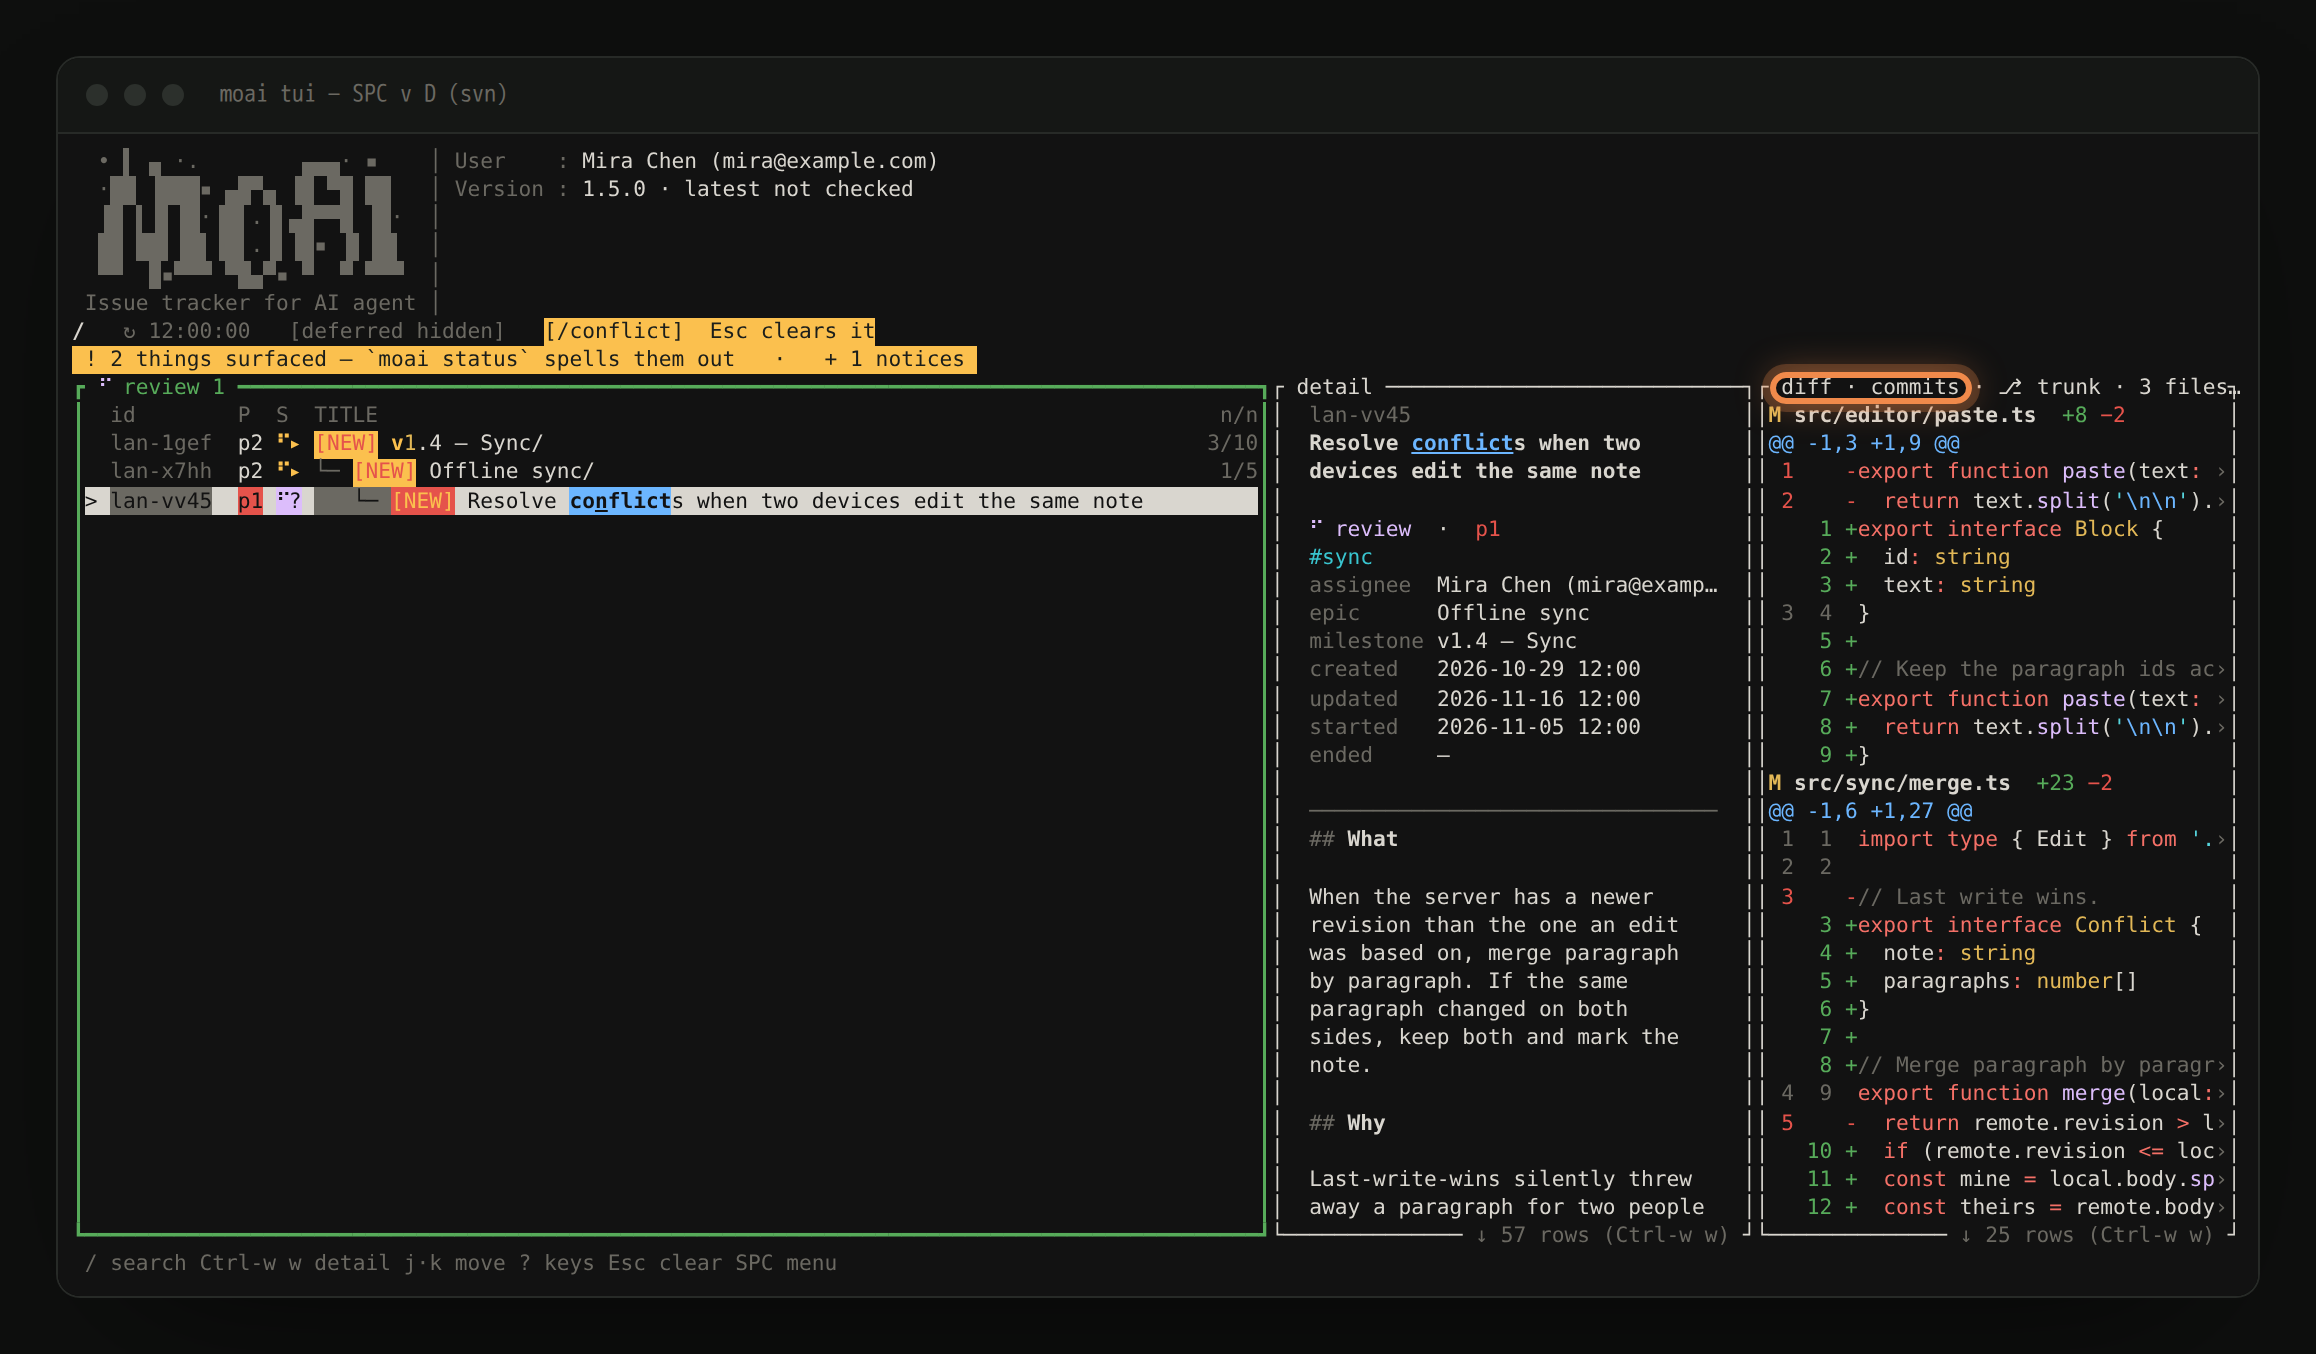 moai tui — SPC v D (svn)
MOAI
User    : Mira Chen (mira@example.com)
Version : 1.5.0 · latest not checked
Issue tracker for AI agent
/   ↻ 12:00:00   [deferred hidden]   [/conflict]  Esc clears it
! 2 things surfaced — `moai status` spells them out   ·   + 1 notices
review 1
id        P  S  TITLE   n/n
lan-1gef  p2  [NEW] v1.4 — Sync/   3/10
lan-x7hh  p2  └─ [NEW] Offline sync/   1/5
> lan-vv45  p1  ?  └─ [NEW] Resolve conflicts when two devices edit the same note
detail
lan-vv45
Resolve conflicts when two
devices edit the same note
review  ·  p1
#sync
assignee  Mira Chen (mira@examp…
epic      Offline sync
milestone v1.4 — Sync
created   2026-10-29 12:00
updated   2026-11-16 12:00
started   2026-11-05 12:00
ended     —
## What
When the server has a newer
revision than the one an edit
was based on, merge paragraph
by paragraph. If the same
paragraph changed on both
sides, keep both and mark the
note.
## Why
Last-write-wins silently threw
away a paragraph for two people
↓ 57 rows (Ctrl-w w)
diff · commits · ⎇ trunk · 3 files…
M src/editor/paste.ts  +8 −2
@@ -1,3 +1,9 @@
1    -export function paste(text: ›
2    -  return text.split('\n\n').›
1 +export interface Block {
2 +  id: string
3 +  text: string
3  4  }
5 +
6 +// Keep the paragraph ids ac›
7 +export function paste(text: ›
8 +  return text.split('\n\n').›
9 +}
M src/sync/merge.ts  +23 −2
@@ -1,6 +1,27 @@
1  1  import type { Edit } from '.›
2  2
3    -// Last write wins.
3 +export interface Conflict {
4 +  note: string
5 +  paragraphs: number[]
6 +}
7 +
8 +// Merge paragraph by paragr›
4  9  export function merge(local:›
5    -  return remote.revision > l›
10 +  if (remote.revision <= loc›
11 +  const mine = local.body.sp›
12 +  const theirs = remote.body›
↓ 25 rows (Ctrl-w w)
/ search Ctrl-w w detail j·k move ? keys Esc clear SPC menu